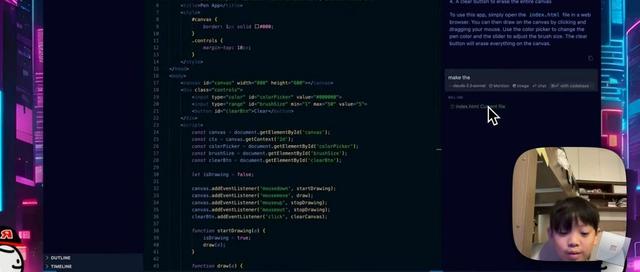 <title>Pen App</title>
<style>
#canvas {
border: 1px solid #000;
}
.controls {
margin-top: 10px;
}
</style>
</head>
<body>
<canvas id="canvas" width="800" height="600"></canvas>
<div class="controls">
<input type="color" id="colorPicker" value="#000000">
<input type="range" id="brushSize" min="1" max="50" value="5">
<button id="clearBtn">Clear</button>
</div>
<script>
const canvas = document.getElementById('canvas');
const ctx = canvas.getContext('2d');
const colorPicker = document.getElementById('colorPicker');
const brushSize = document.getElementById('brushSize');
const clearBtn = document.getElementById('clearBtn');
let isDrawing = false;
canvas.addEventListener('mousedown', startDrawing);
canvas.addEventListener('mousemove', draw);
canvas.addEventListener('mouseup', stopDrawing);
canvas.addEventListener('mouseout', stopDrawing);
clearBtn.addEventListener('click', clearCanvas);
function startDrawing(e) {
isDrawing = true;
draw(e);
}
function draw(e) {
OUTLINE
TIMELINE
4. A clear button to erase the entire canvas
To use this app, simply open the index.html file in a web
browser. You can then draw on the canvas by clicking and
dragging your mouse. Use the color picker to change the
pen color and the slider to adjust the brush size. The clear
button will erase everything on the canvas.
make the
Mention Image chat with codebase
index.html Current file